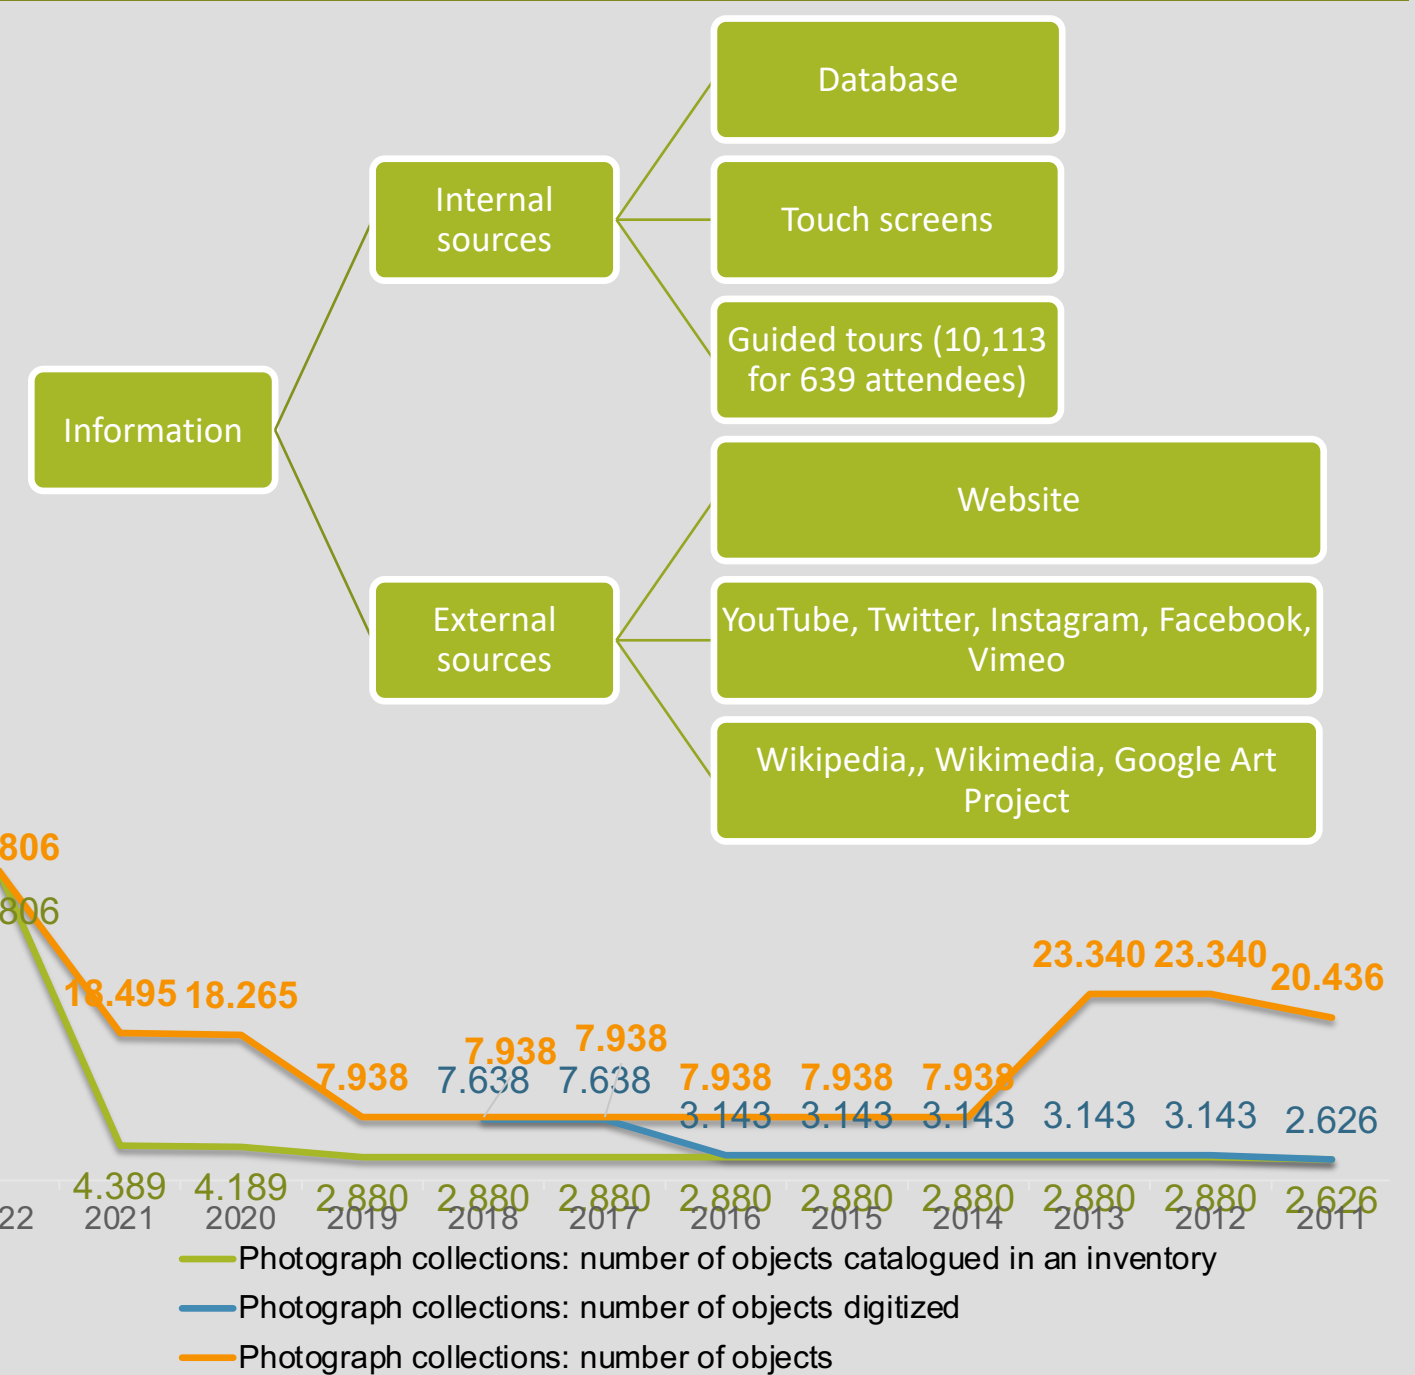 Database
Internal
sources
Touch screens
Guided tours (10,113
for 639 attendees)
Information
Website
External
sources
YouTube, Twitter, Instagram, Facebook,
Vimeo
Wikipedia,, Wikimedia, Google Art
Project
806
806
18.495 18.265 7.938 7.938 7.938 7.938 7.938 7.938 23.340 23.340 20.436
7.638 7.638 3.143 3.143 3.143 3.143 3.143 2.626
4.389 4.189 2.880 2.880 2.880 2.880 2.880 2.880 2.880 2.880 2.626
22 2021 2020 2019 2018 2017 2016 2015 2014 2013 2012 2011
Photograph collections: number of objects catalogued in an inventory
Photograph collections: number of objects digitized
Photograph collections: number of objects